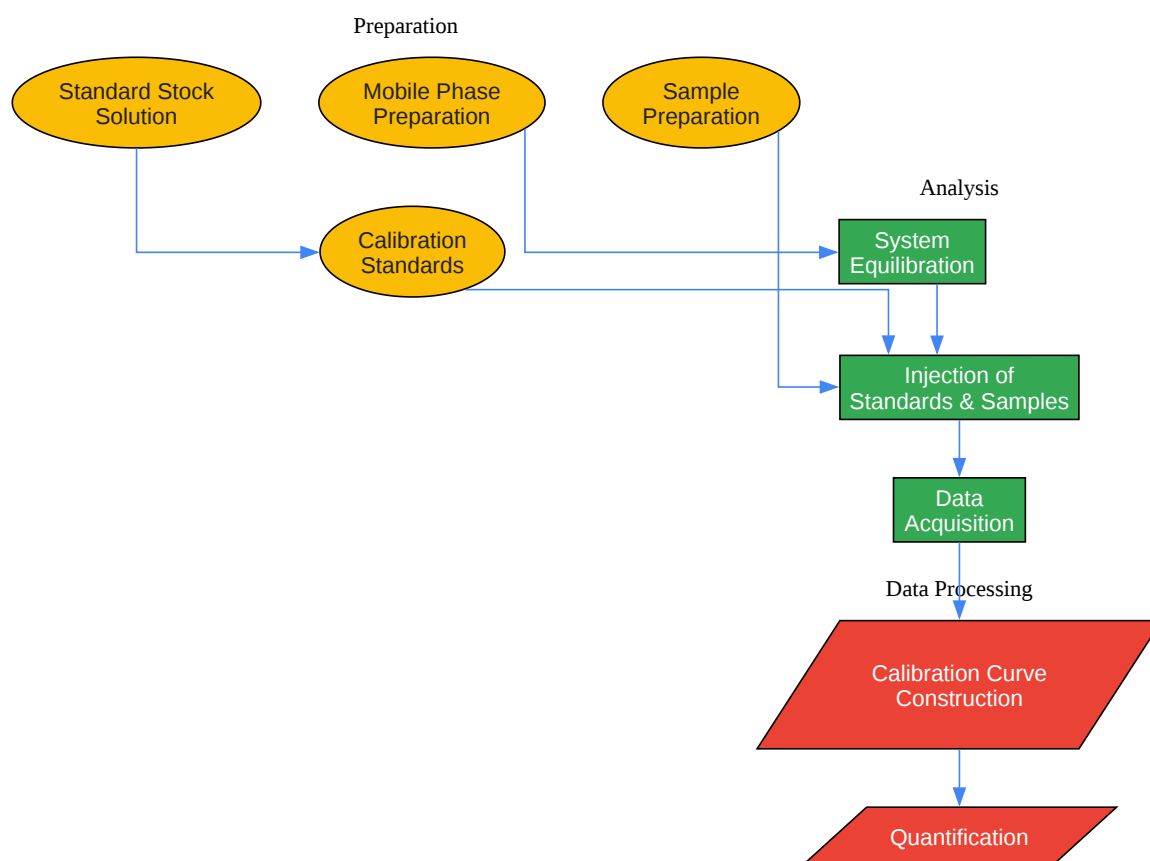 Preparation
Standard Stock
Solution
Mobile Phase
Preparation
Sample
Preparation
Analysis
Calibration
Standards
System
Equilibration
Injection of
Standards & Samples
Data
Acquisition
Data Processing
Calibration Curve
Construction
Quantification